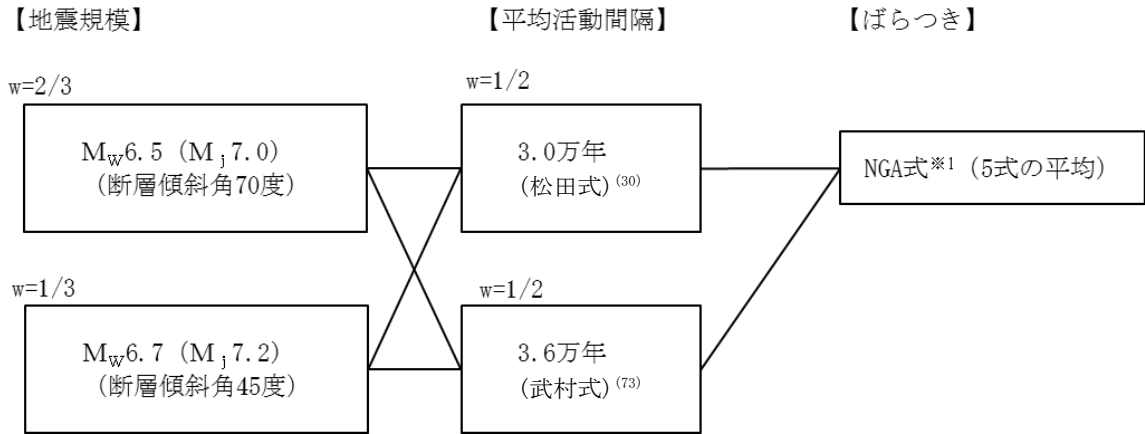 【地震規模】 【平均活動間隔】 【ばらつき】
w=2/3 w=1/2
Mw6.5 (Mj7.0)
(断層傾斜角70度)
3.0万年
(松田式)(30)
NGA式※1 (5式の平均)
w=1/3 w=1/2
Mw6.7 (Mj7.2)
(断層傾斜角45度)
3.6万年
(武村式)(73)